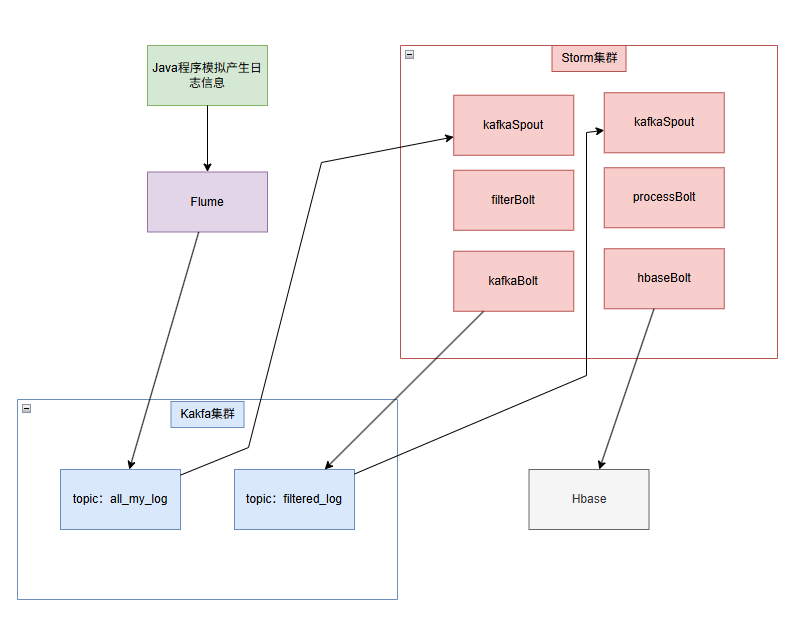 Java程序模拟产生日
志信息
Flume
Storm集群
kafkaSpout
kafkaSpout
filterBolt
processBolt
kafkaBolt
hbaseBolt
Kakfa集群
topic：all_my_log
topic：filtered_log
Hbase